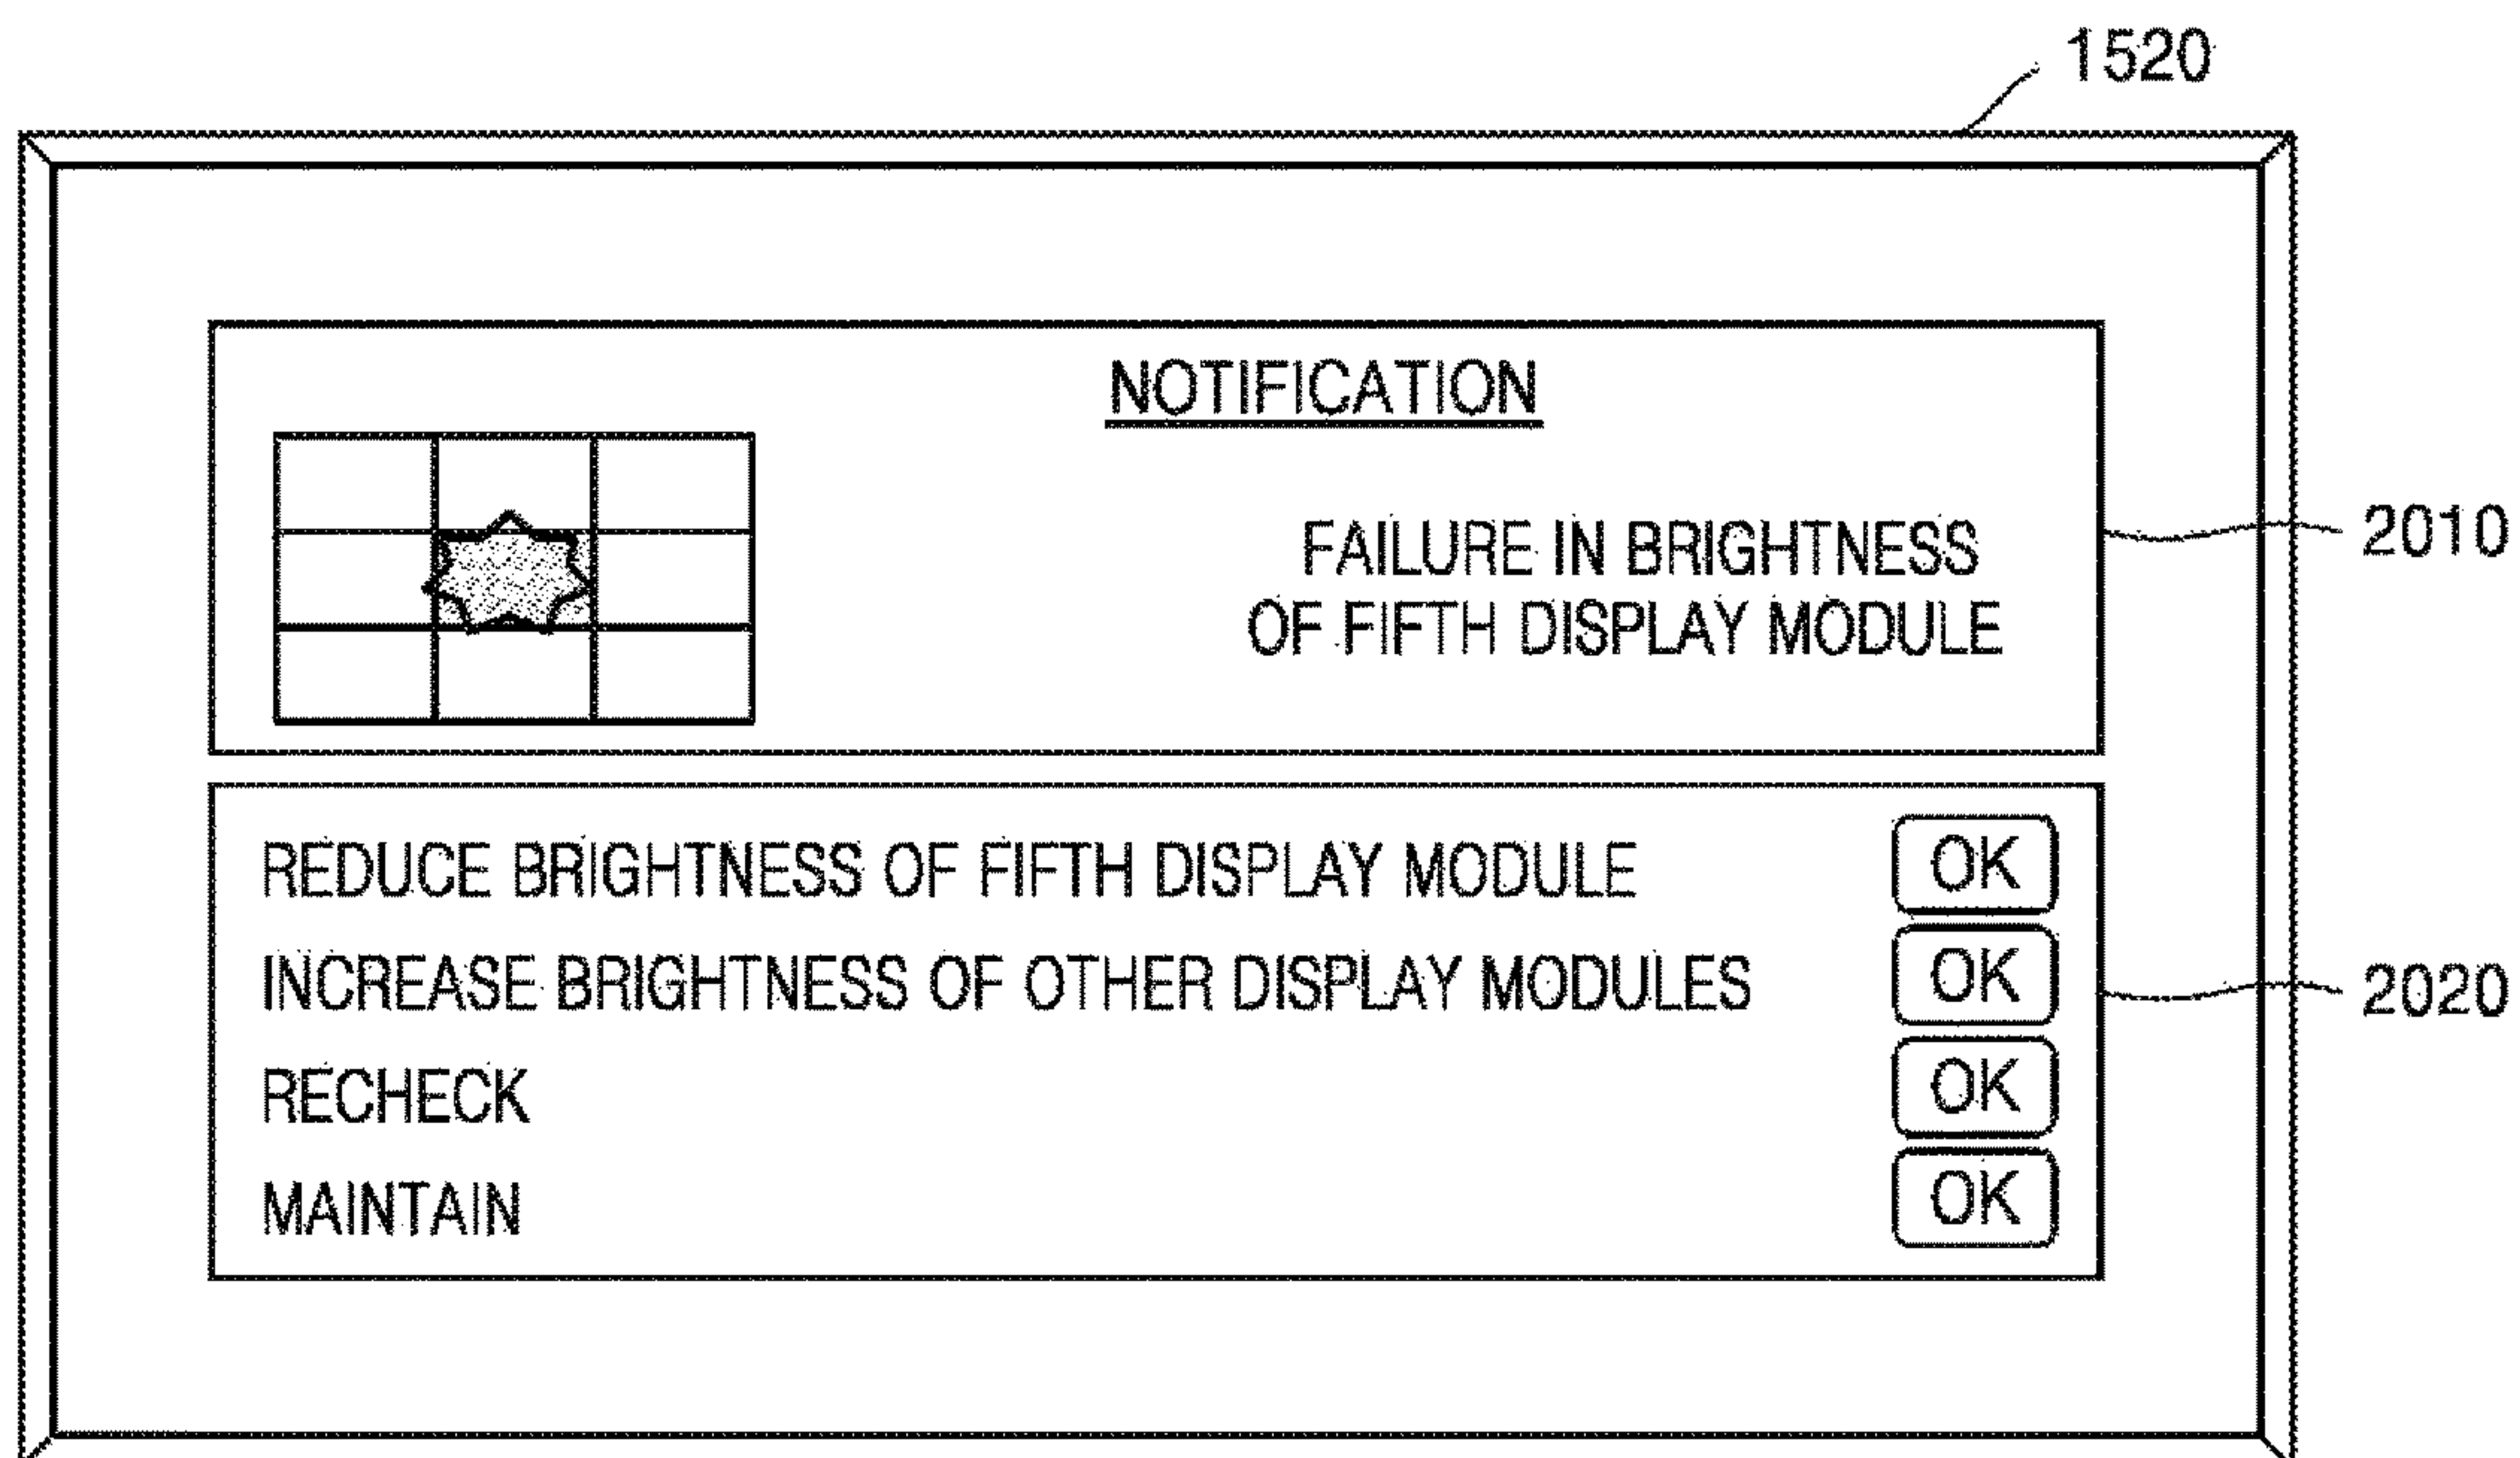 1520
NOTIFICATION
FAILURE IN BRIGHTNESS
OF FIFTH DISPLAY MODULE
2010
REDUCE BRIGHTNESS OF FIFTH DISPLAY MODULE OK
INCREASE BRIGHTNESS OF OTHER DISPLAY MODULES OK
2020
RECHECK OK
MAINTAIN OK